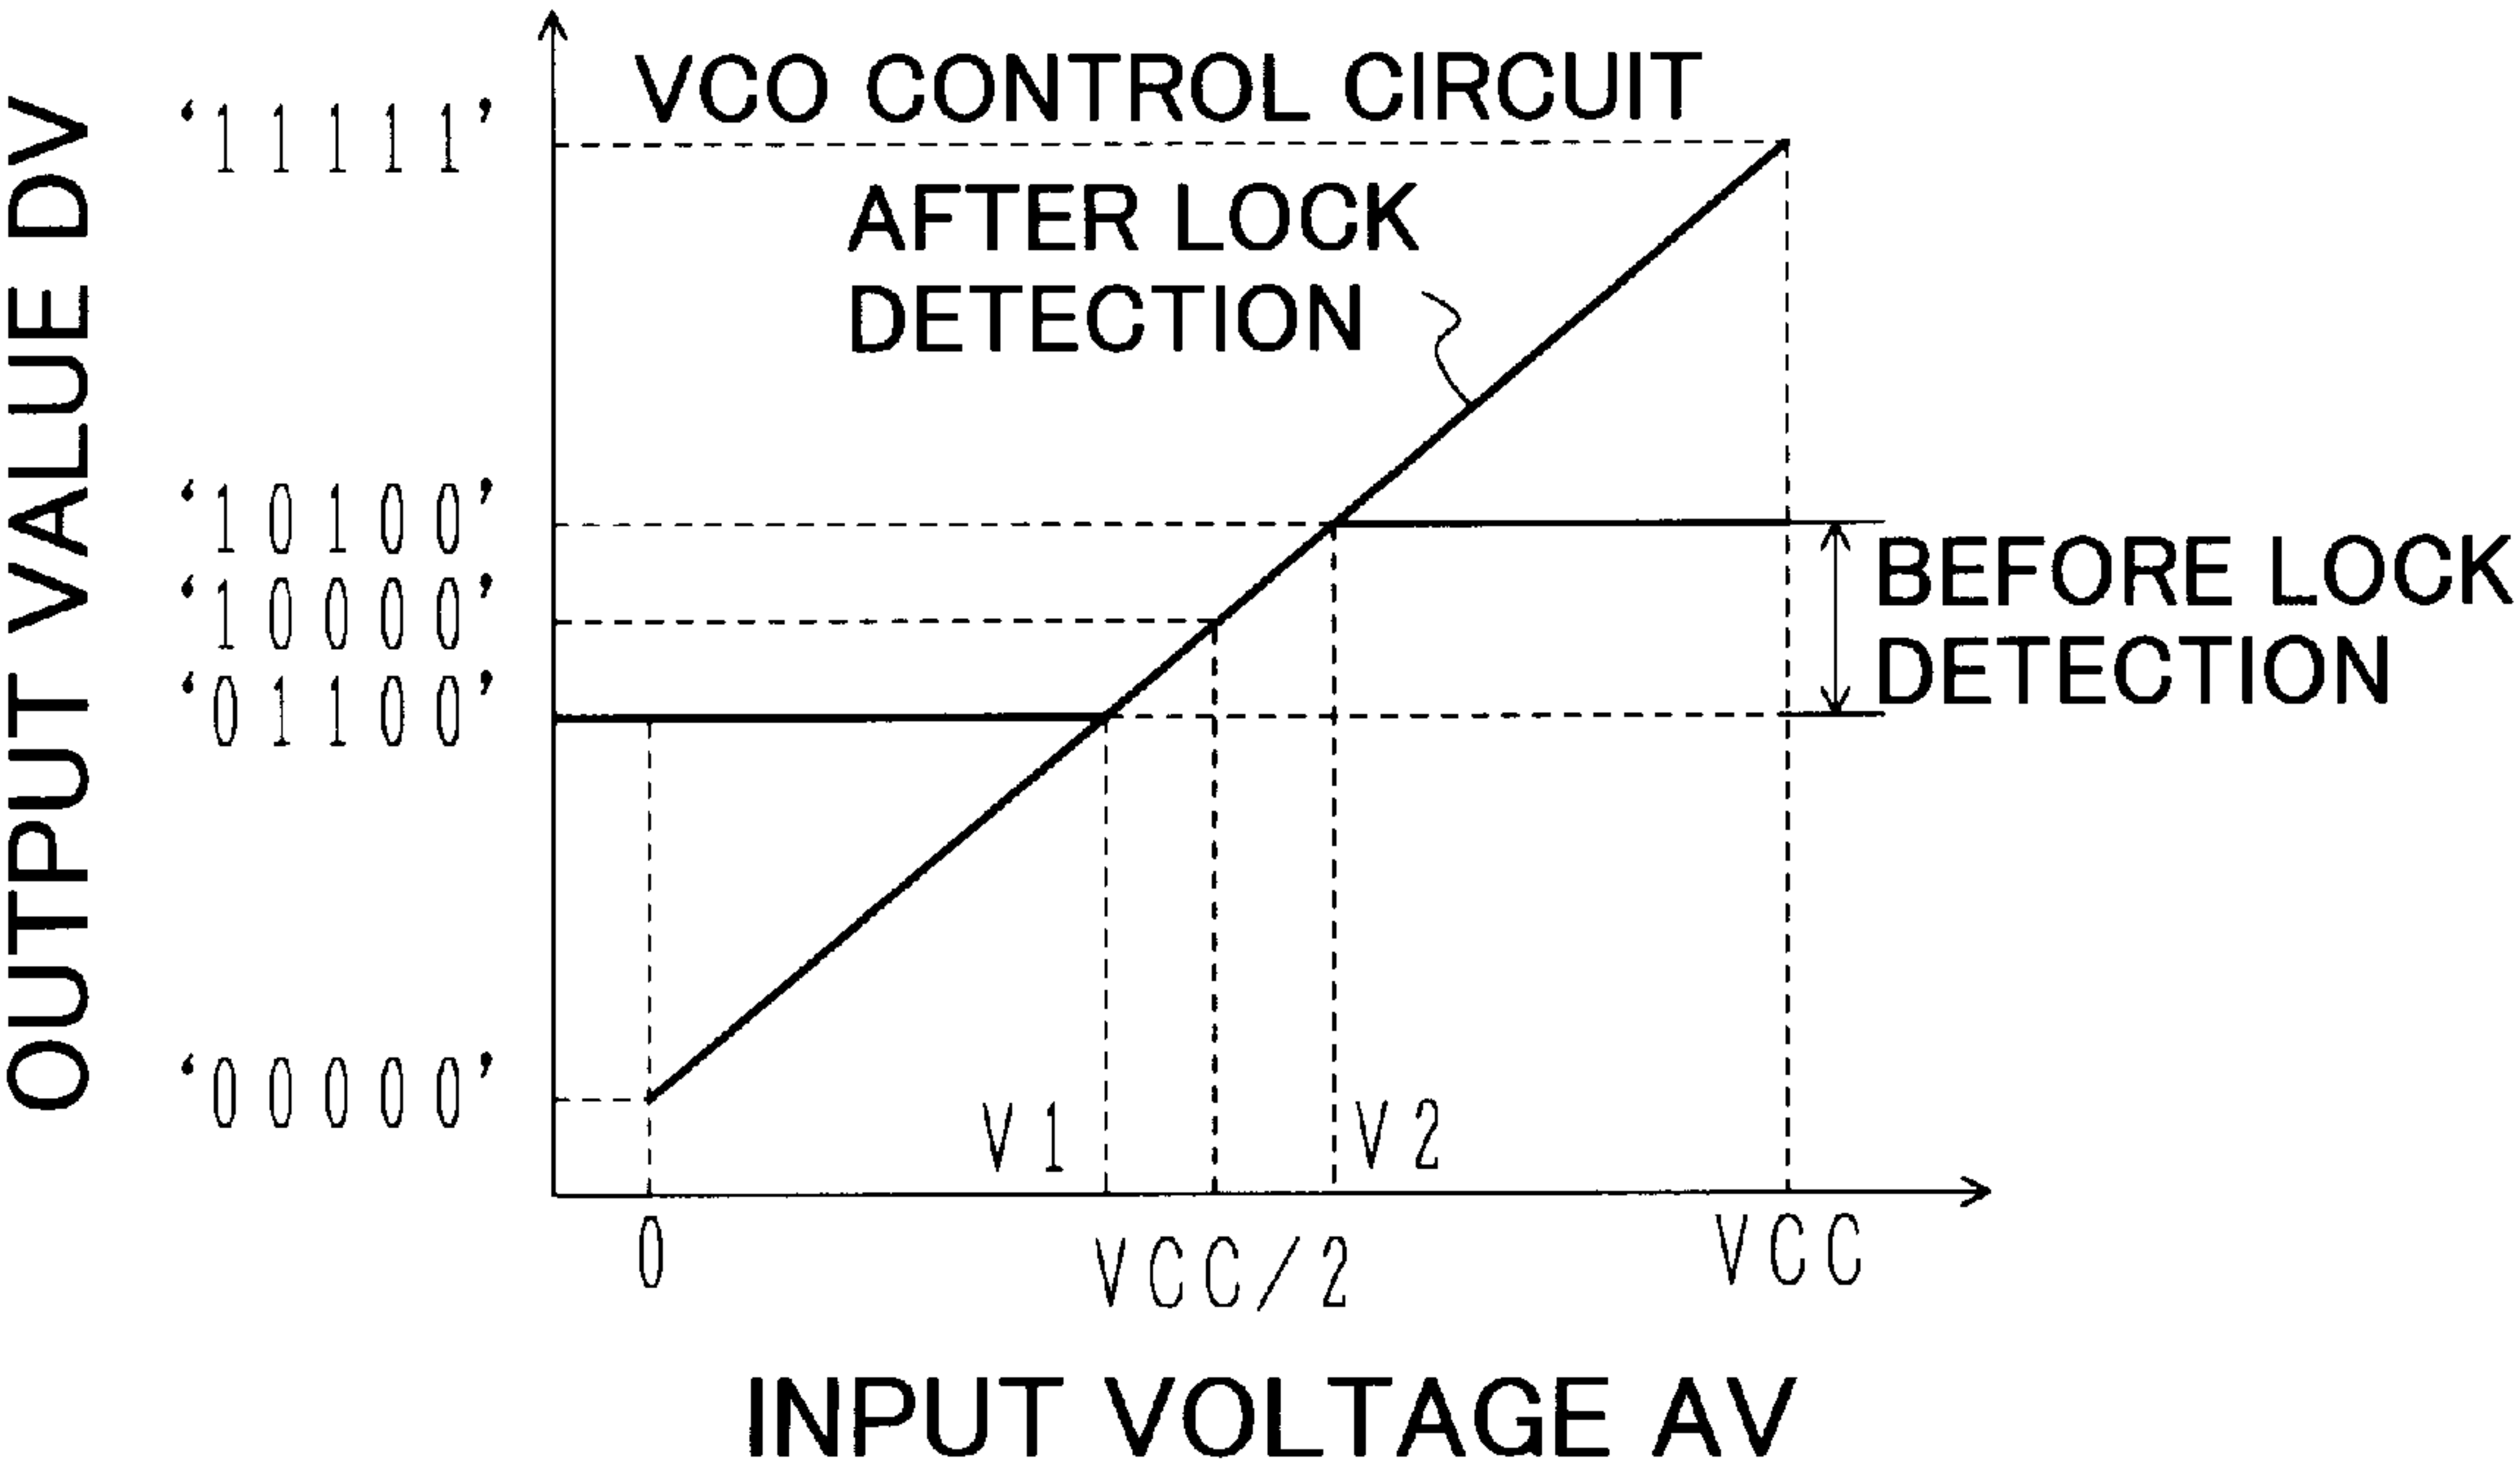 VCO CONTROL CIRCUIT
OUTPUT VALUE DV
‘11111’
AFTER LOCK
DETECTION
‘10100’
‘10000’
‘01100’
BEFORE LOCK
DETECTION
‘00000’
V1
V2
0
VCC/2
VCC
INPUT VOLTAGE AV